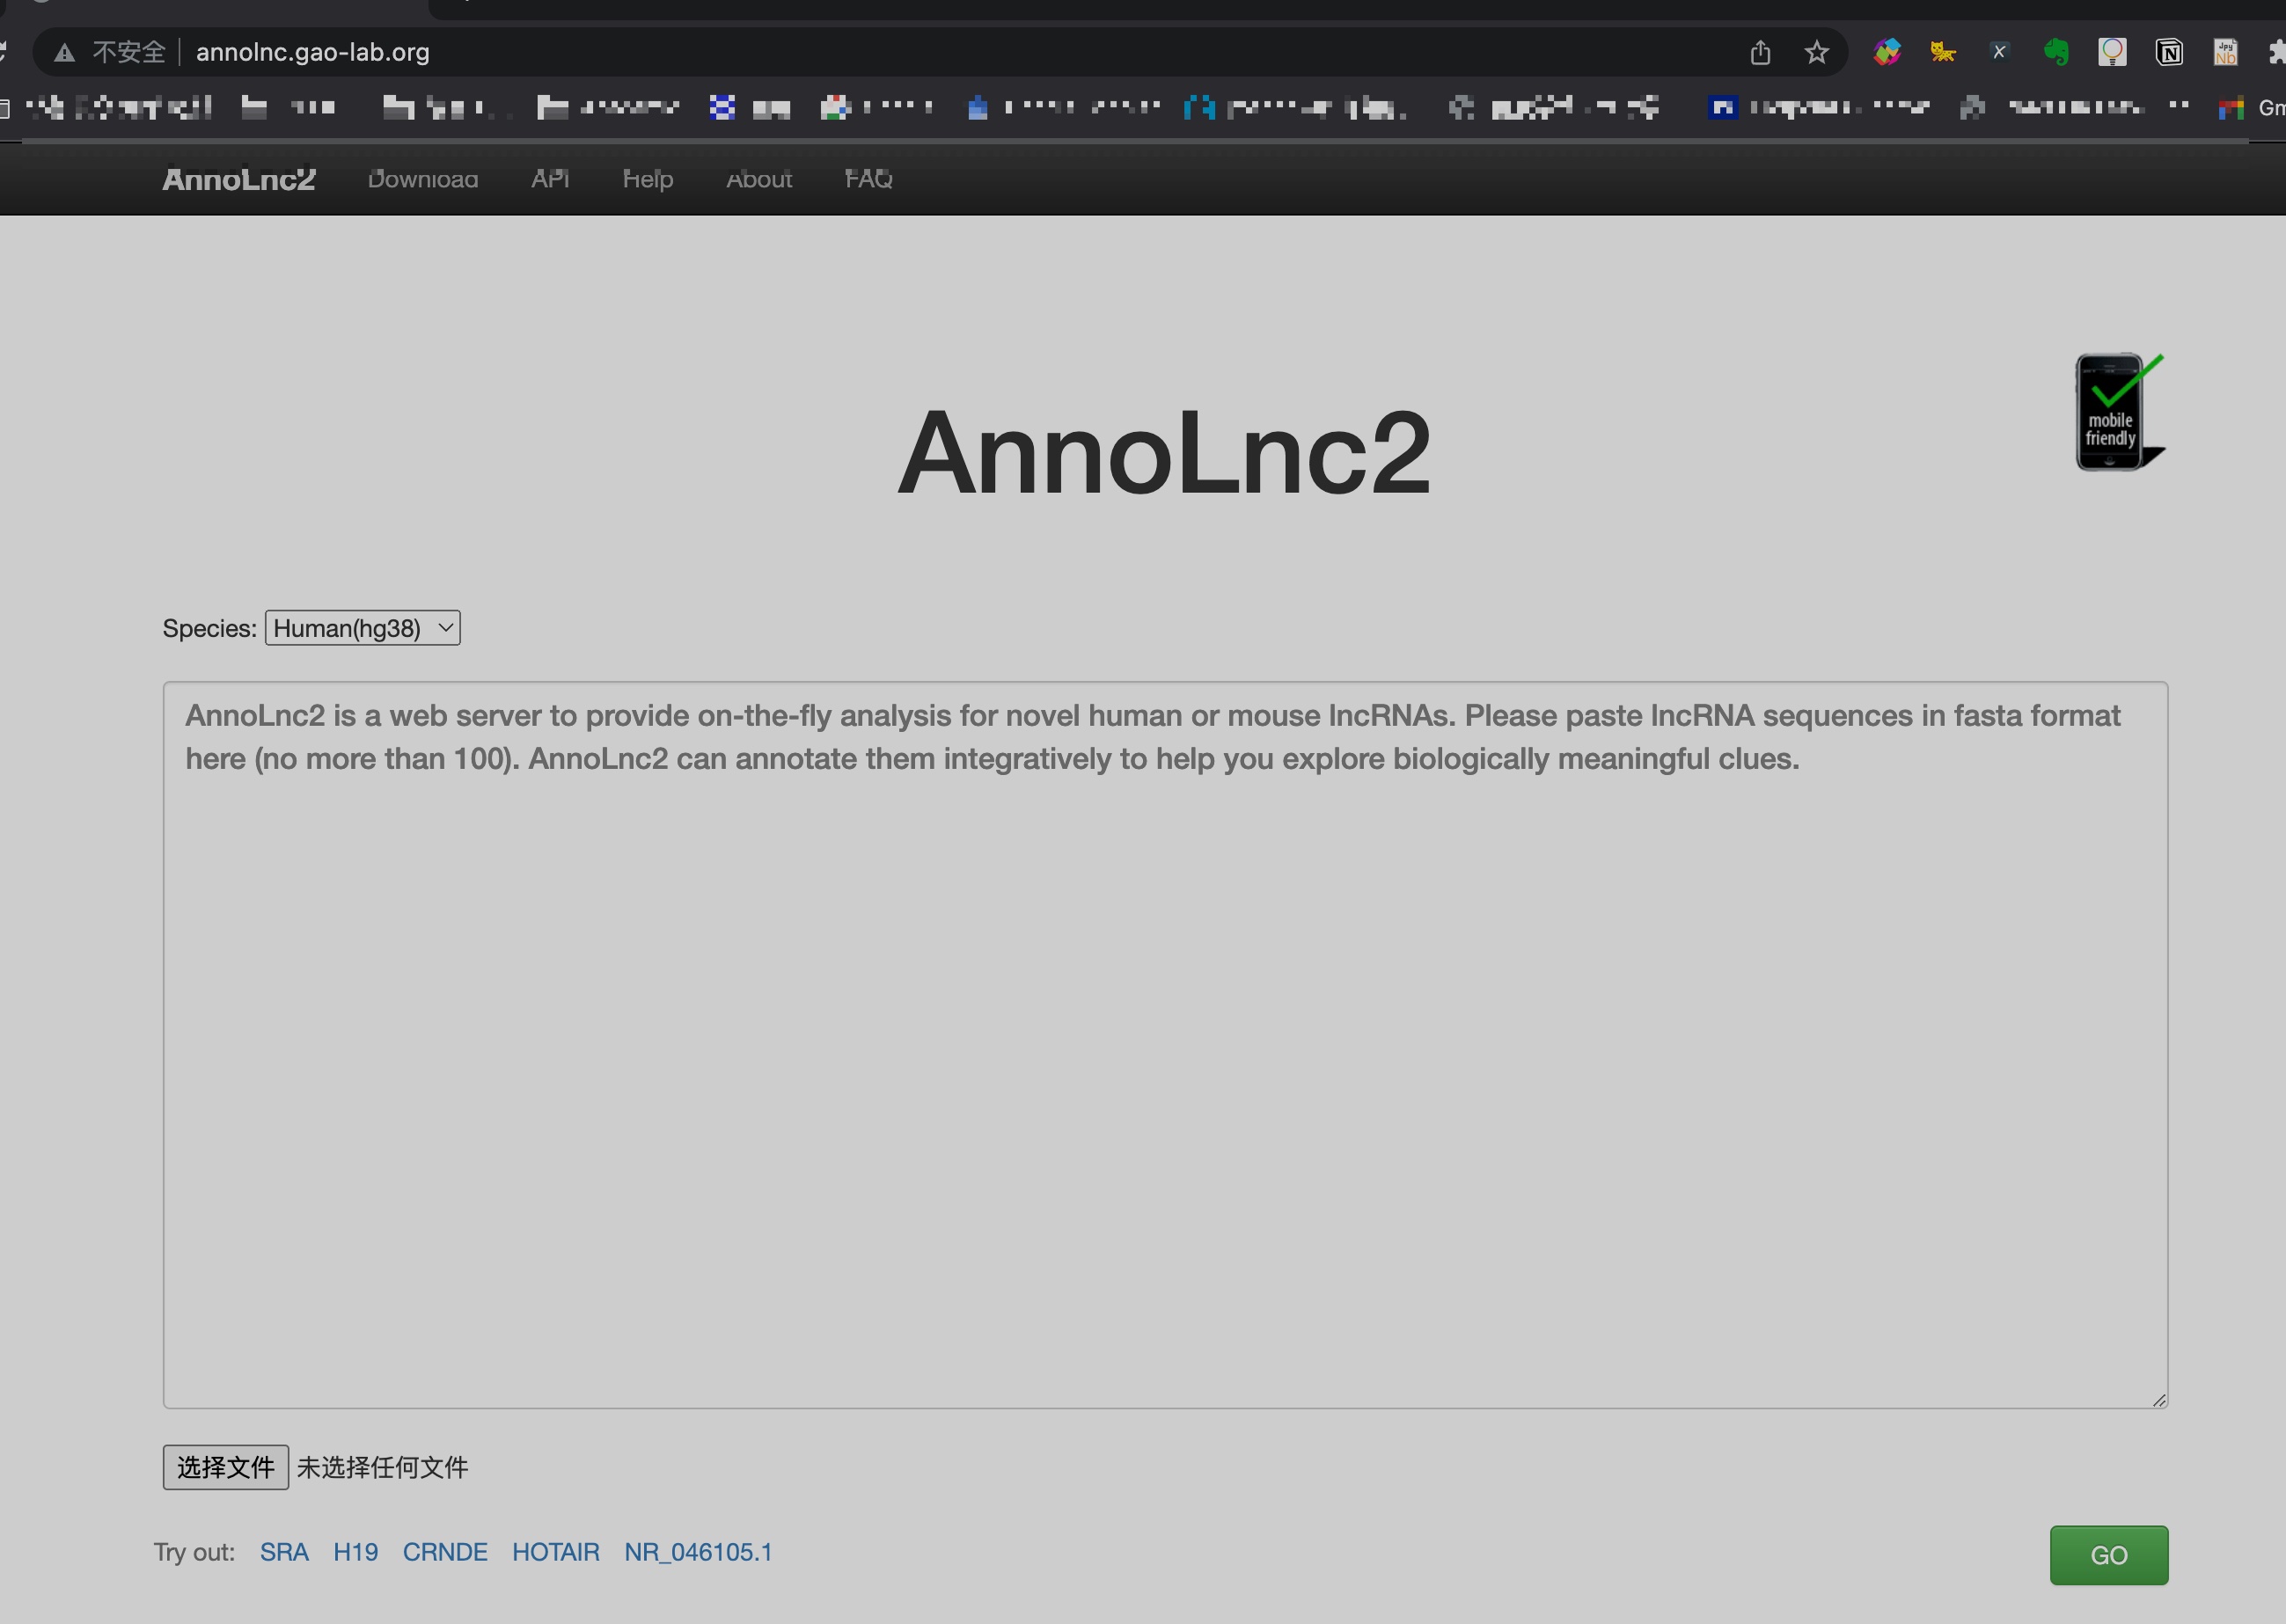 不安全 annolnc.gao-lab.org
AnnoLnc2 Download API Help About FAQ
AnnoLnc2
mobile
friendly
Species: Human(hg38)
AnnoLnc2 is a web server to provide on-the-fly analysis for novel human or mouse lncRNAs. Please paste lncRNA sequences in fasta format
here (no more than 100). AnnoLnc2 can annotate them integratively to help you explore biologically meaningful clues.
选择文件 未选择任何文件
Try out: SRA H19 CRNDE HOTAIR NR_046105.1
GO